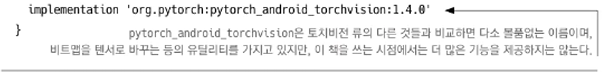 implementation 'org.pytorch:pytorch_android_torchvision:1.4.0'
}
pytorch_android_torchvision은 토치비전 류의 다른 것들과 비교하면 다소 볼품없는 이름이며,
비트맵을 텐서로 바꾸는 등의 유틸리티를 가지고 있지만, 이 책을 쓰는 시점에서는 더 많은 기능을 제공하지는 않는다.